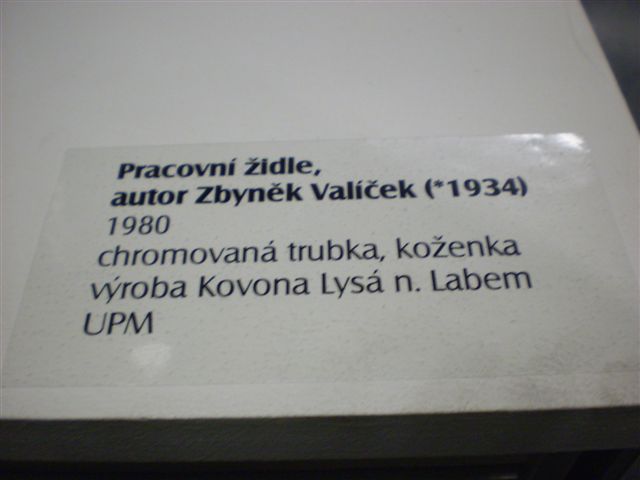 Pracovní židle,
autor Zbyněk Valíček (*1934)
1980
chromovaná trubka, koženka
výroba Kovona Lysá n. Labem
UPM